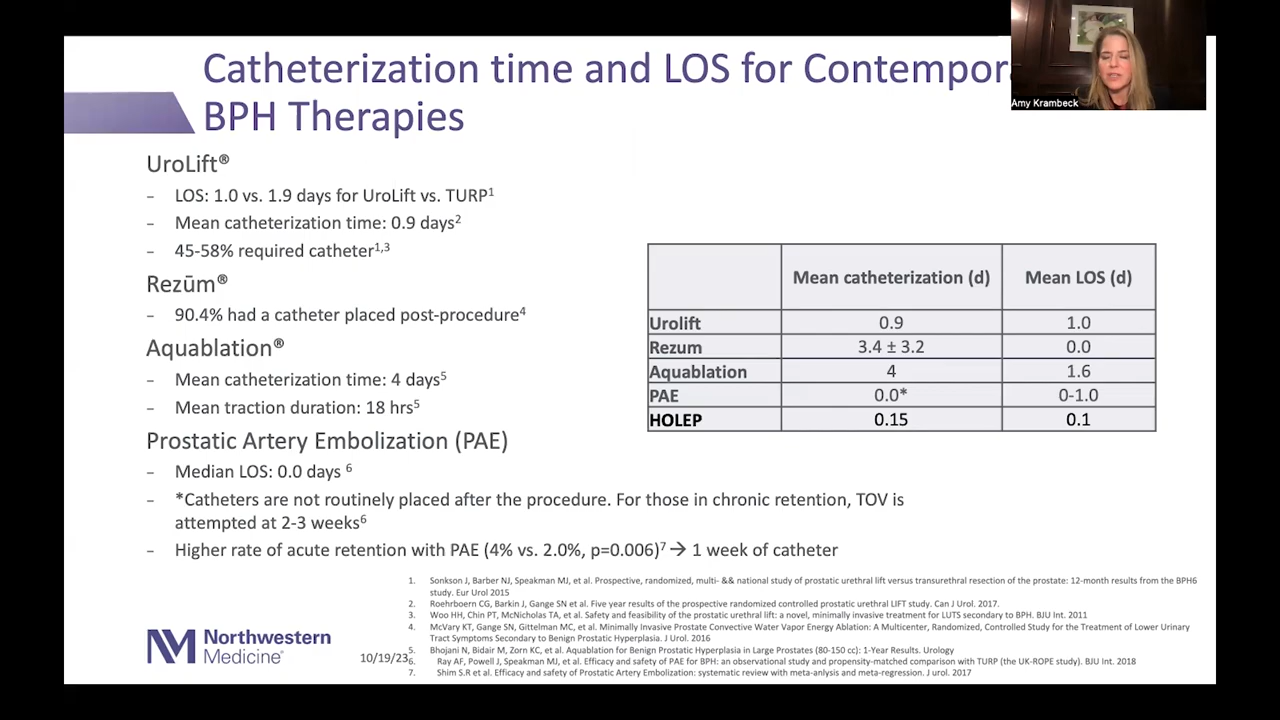 Catheterization time and LOS for Contempor
BPH Therapies
Amy Krambeck
UroLift®
- LOS: 1.0 vs. 1.9 days for UroLift vs. TURP1
- Mean catheterization time: 0.9 days2
- 45-58% required catheter1,3
Rezūm®
- 90.4% had a catheter placed post-procedure4
Aquablation®
- Mean catheterization time: 4 days5
- Mean traction duration: 18 hrs5
Prostatic Artery Embolization (PAE)
- Median LOS: 0.0 days 6
- *Catheters are not routinely placed after the procedure. For those in chronic retention, TOV is
attempted at 2-3 weeks6
- Higher rate of acute retention with PAE (4% vs. 2.0%, p=0.006)7 → 1 week of catheter
Mean catheterization (d) Mean LOS (d)
Urolift 0.9 1.0
Rezum 3.4 ± 3.2 0.0
Aquablation 4 1.6
PAE 0.0* 0-1.0
HOLEP 0.15 0.1
1. Sonkson J, Barber NJ, Speakman MJ, et al. Prospective, randomized, multi- && national study of prostatic urethral lift versus transurethral resection of the prostate: 12-month results from the BPH6
study. Eur Urol 2015
2. Roehrboern CG, Barkin J, Gange SN et al. Five year results of the prospective randomized controlled prostatic urethral LIFT study. Can J Urol. 2017.
3. Woo HH, Chin PT, McNicholas TA, et al. Safety and feasibility of the prostatic urethral lift: a novel, minimally invasive treatment for LUTS secondary to BPH. BJU Int. 2011
4. McVary KT, Gange SN, Gittelman MC, et al. Minimally Invasive Prostate Convective Water Vapor Energy Ablation: A Multicenter, Randomized, Controlled Study for the Treatment of Lower Urinary
Tract Symptoms Secondary to Benign Prostatic Hyperplasia. J Urol. 2016
5. Bhojani N, Bidair M, Zorn KC, et al. Aquablation for Benign Prostatic Hyperplasia in Large Prostates (80-150 cc): 1-Year Results. Urology
6. Ray AF, Powell J, Speakman MJ, et al. Efficacy and safety of PAE for BPH: an observational study and propensity-matched comparison with TURP (the UK-ROPE study). BJU Int. 2018
7. Shim S.R et al. Efficacy and safety of Prostatic Artery Embolization: systematic review with meta-anlysis and meta-regression. J urol. 2017
Northwestern
Medicine®
10/19/23